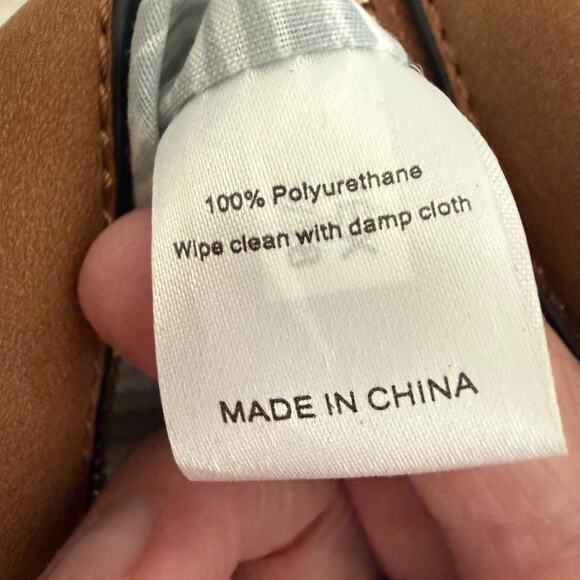 100% Polyurethane
Wipe clean with damp cloth
MADE IN CHINA